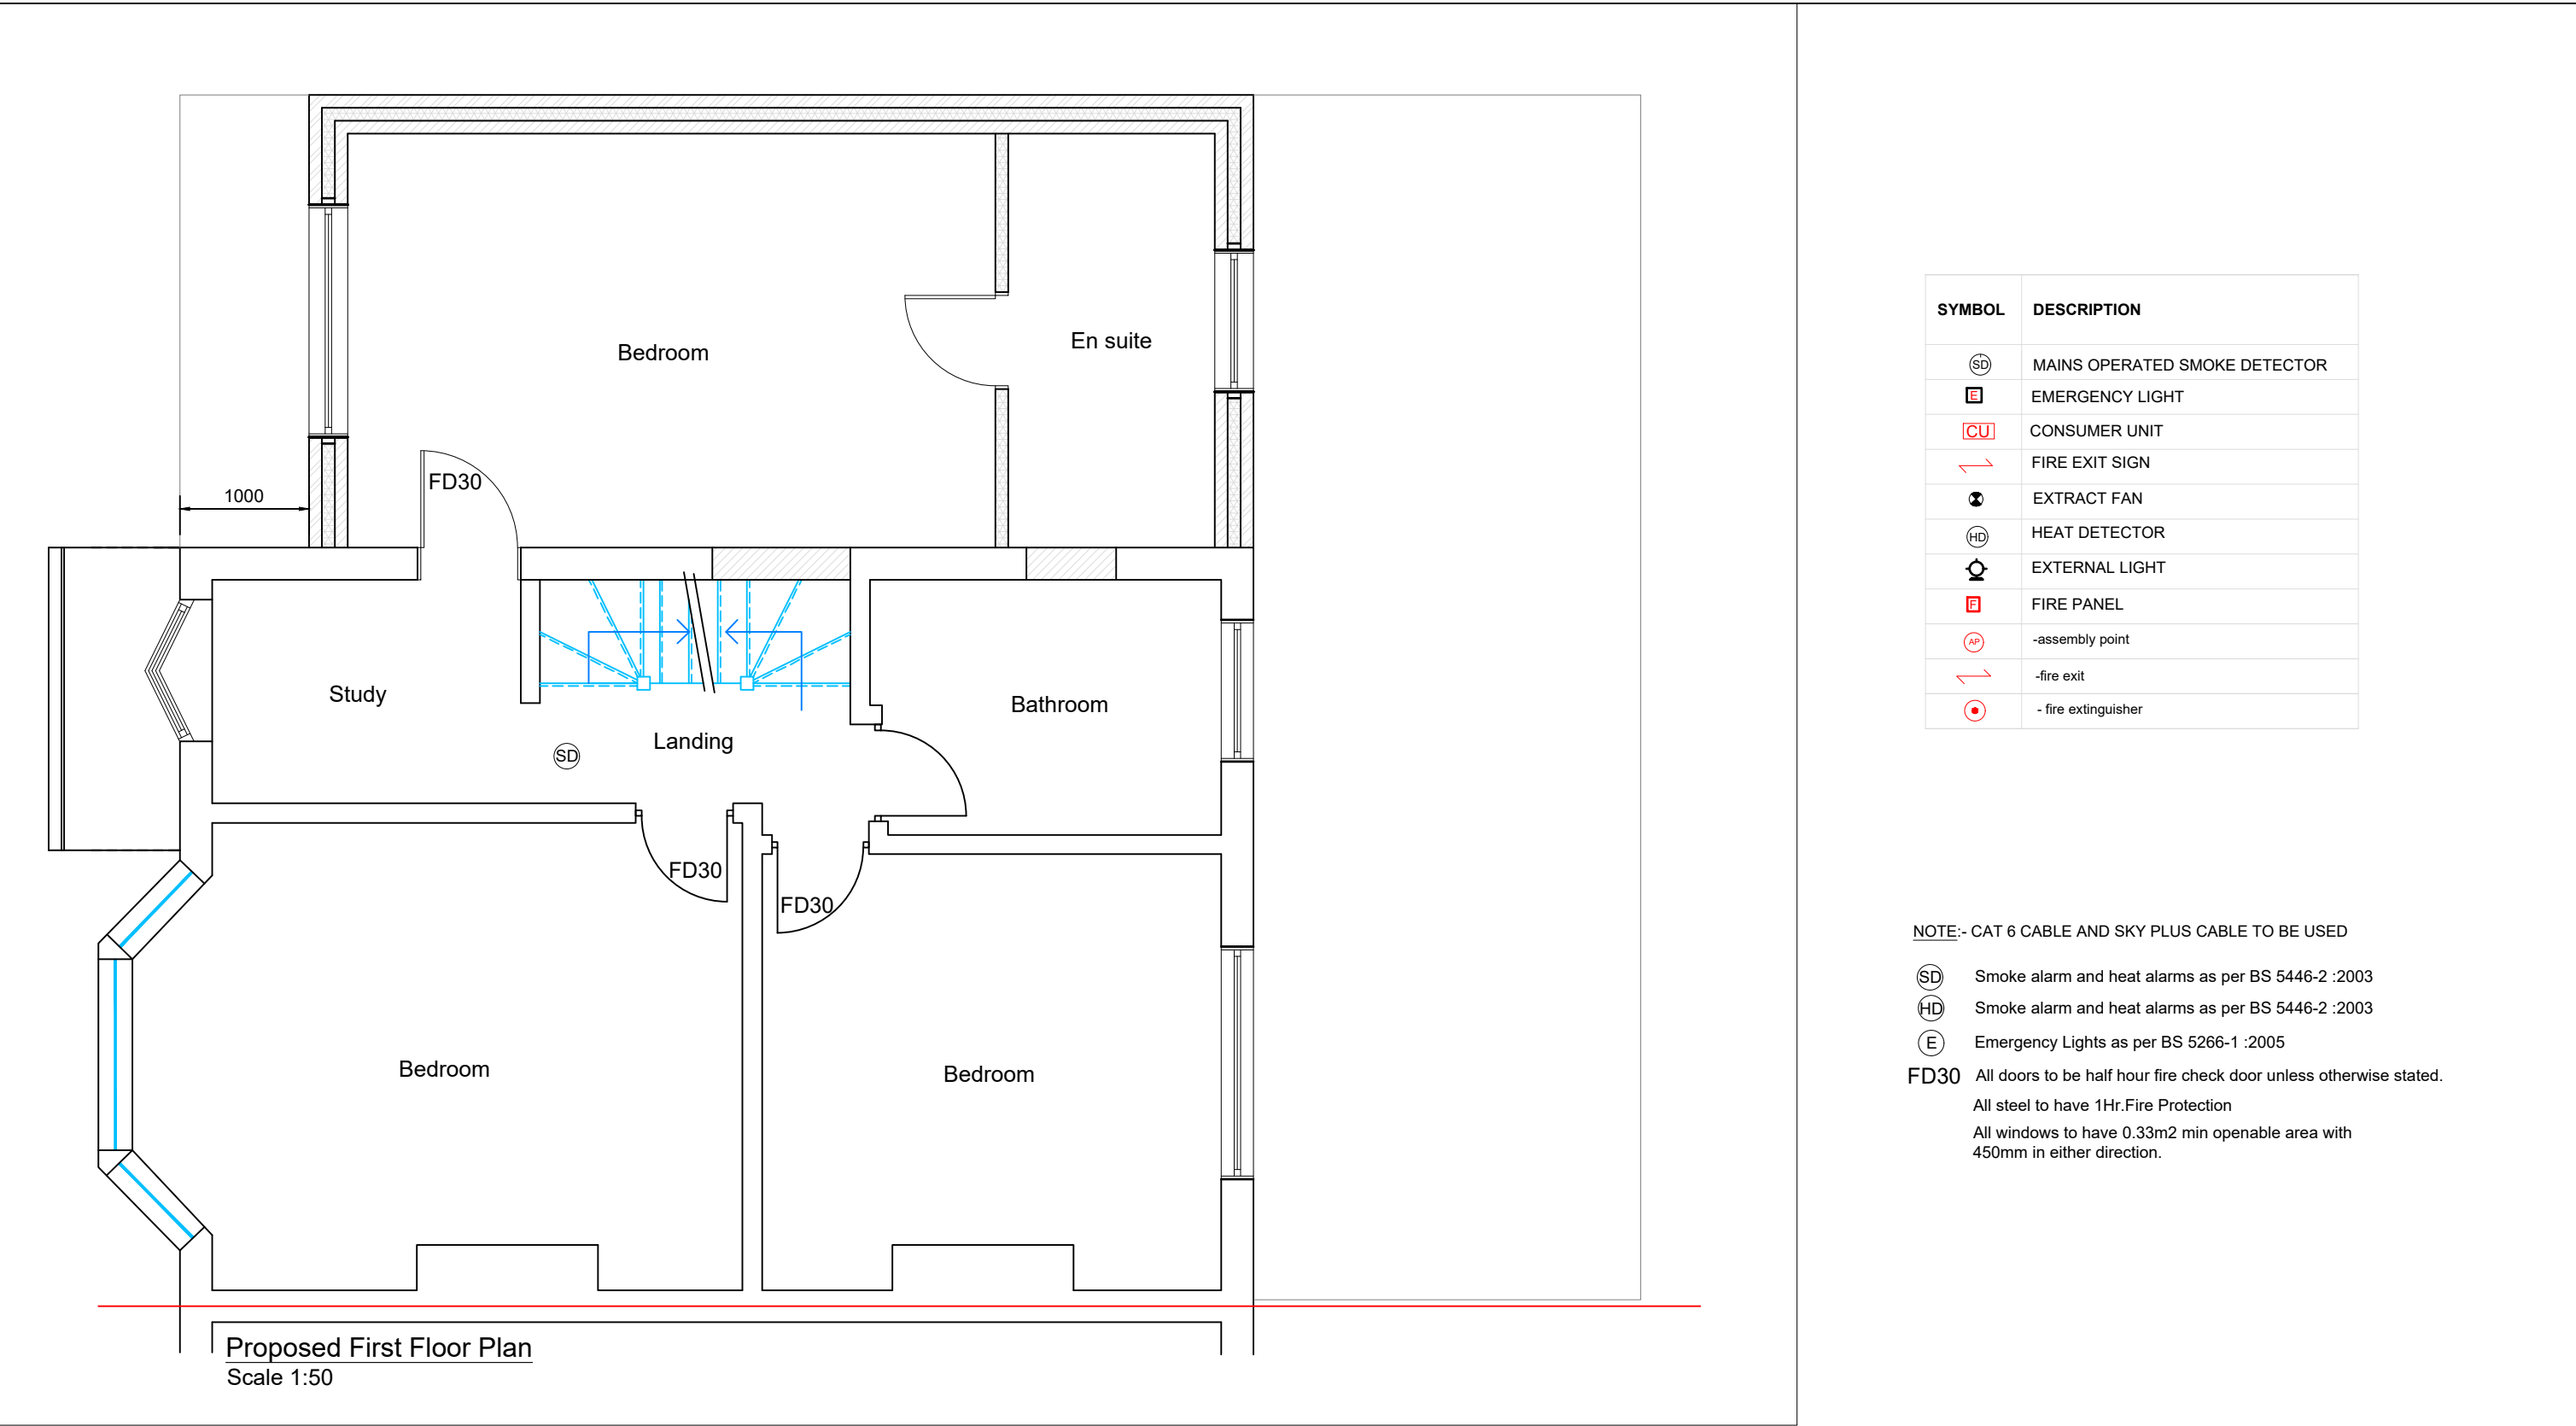 Bedroom
En suite
FD30
1000
Study
Landing
SD
Bathroom
FD30
FD30
Bedroom
Bedroom
Proposed First Floor Plan
Scale 1:50
SYMBOL DESCRIPTION
SD MAINS OPERATED SMOKE DETECTOR
E EMERGENCY LIGHT
CU CONSUMER UNIT
FIRE EXIT SIGN
EXTRACT FAN
HD HEAT DETECTOR
EXTERNAL LIGHT
F FIRE PANEL
AP -assembly point
-fire exit
- fire extinguisher
NOTE:- CAT 6 CABLE AND SKY PLUS CABLE TO BE USED
SD Smoke alarm and heat alarms as per BS 5446-2 :2003
HD Smoke alarm and heat alarms as per BS 5446-2 :2003
E Emergency Lights as per BS 5266-1 :2005
FD30 All doors to be half hour fire check door unless otherwise stated.
All steel to have 1Hr.Fire Protection
All windows to have 0.33m2 min openable area with
450mm in either direction.